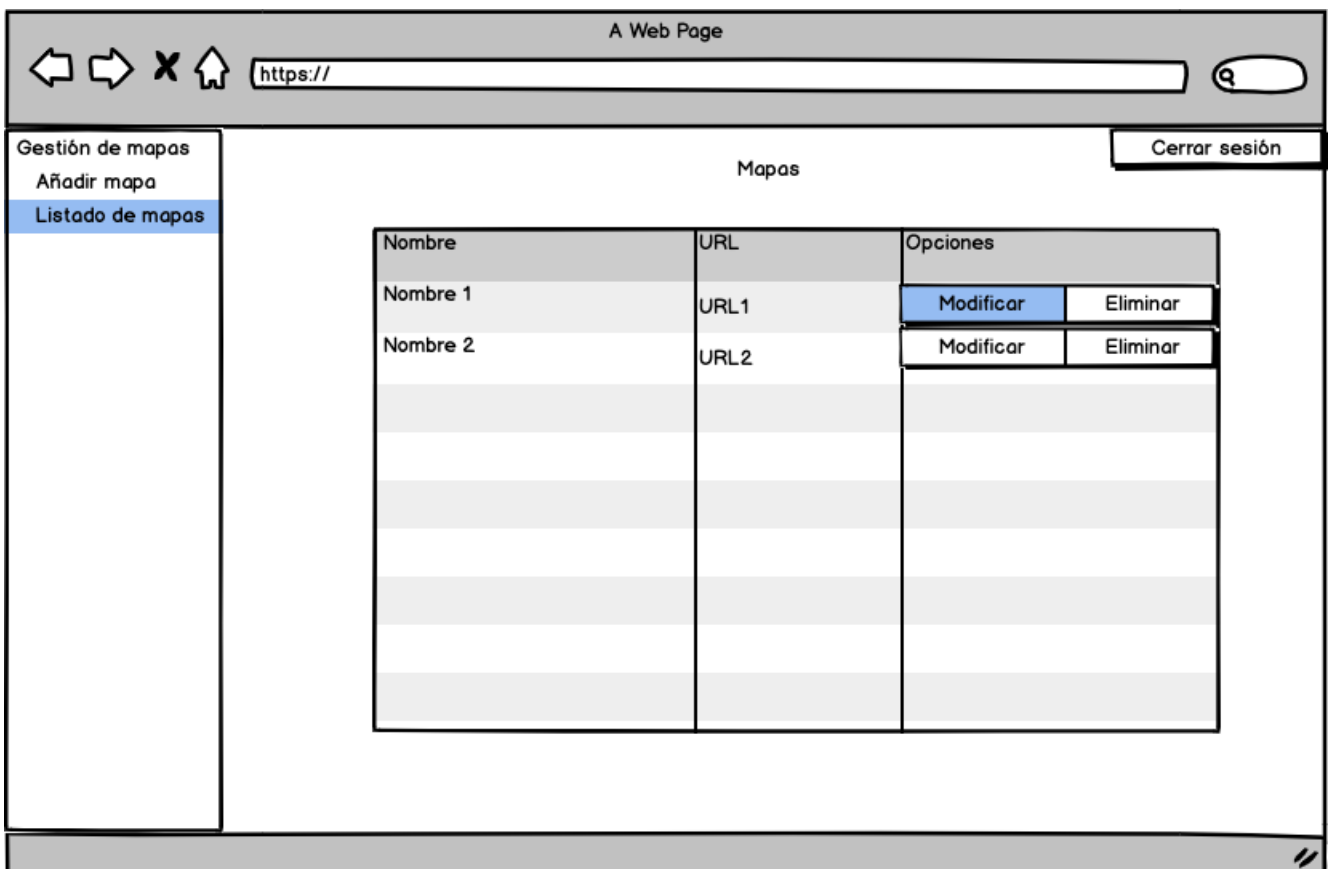 A Web Page
https://
Gestión de mapas
Añadir mapa
Listado de mapas
Cerrar sesión
Mapas
Nombre URL Opciones
Nombre 1 URL1 Modificar Eliminar
Nombre 2 URL2 Modificar Eliminar